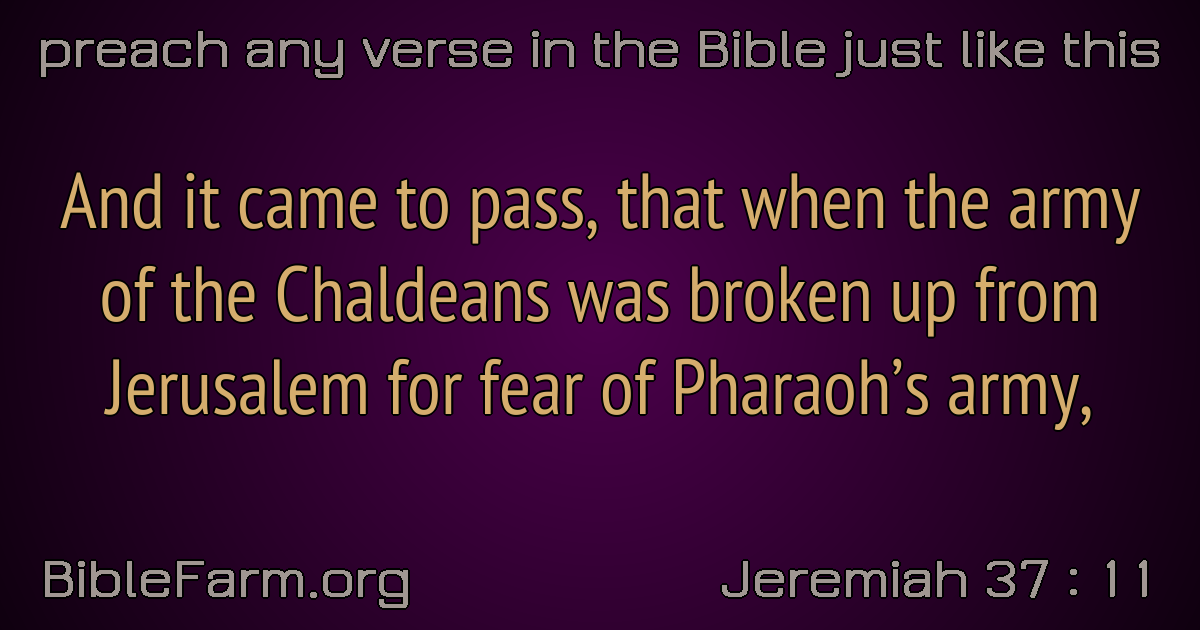 preach any verse in the Bible just like this
And it came to pass, that when the army
of the Chaldeans was broken up from
Jerusalem for fear of Pharaoh’s army,
BibleFarm.org
Jeremiah 37 : 11